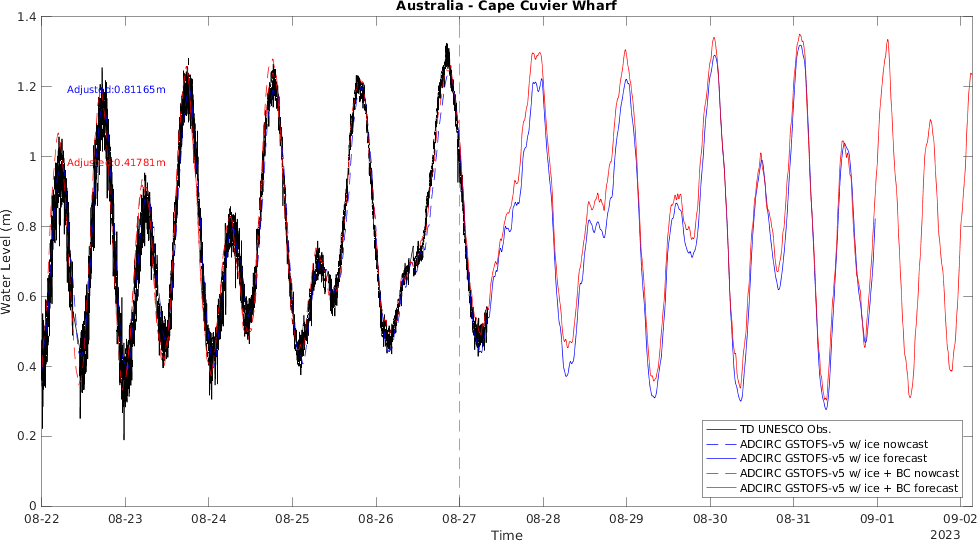 Australia - Cape Cuvier Wharf
1.4
1.2
1
0.8
0.6
0.4
0.2
0
Water Level (m)
Adjusted:0.81165m
Adjusted:0.41781m
TD UNESCO Obs.
ADCIRC GSTOFS-v5 w/ ice nowcast
ADCIRC GSTOFS-v5 w/ ice forecast
ADCIRC GSTOFS-v5 w/ ice + BC nowcast
ADCIRC GSTOFS-v5 w/ ice + BC forecast
08-22 08-23 08-24 08-25 08-26 08-27 08-28 08-29 08-30 08-31 09-01 09-02
Time
2023